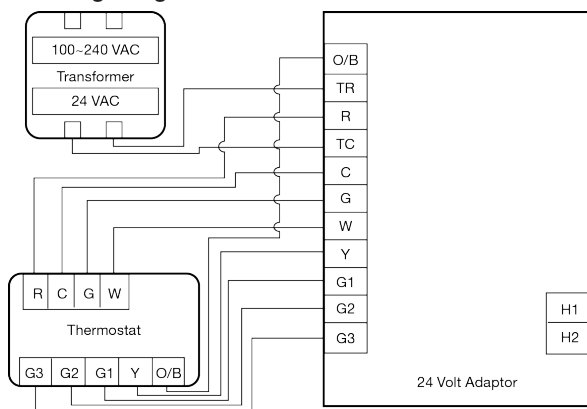 100~240 VAC
Transformer
24 VAC
O/B
TR
R
TC
C
G
W
Y
G1
G2
G3
H1
H2
24 Volt Adaptor
R C G W
Thermostat
G3 G2 G1 Y O/B